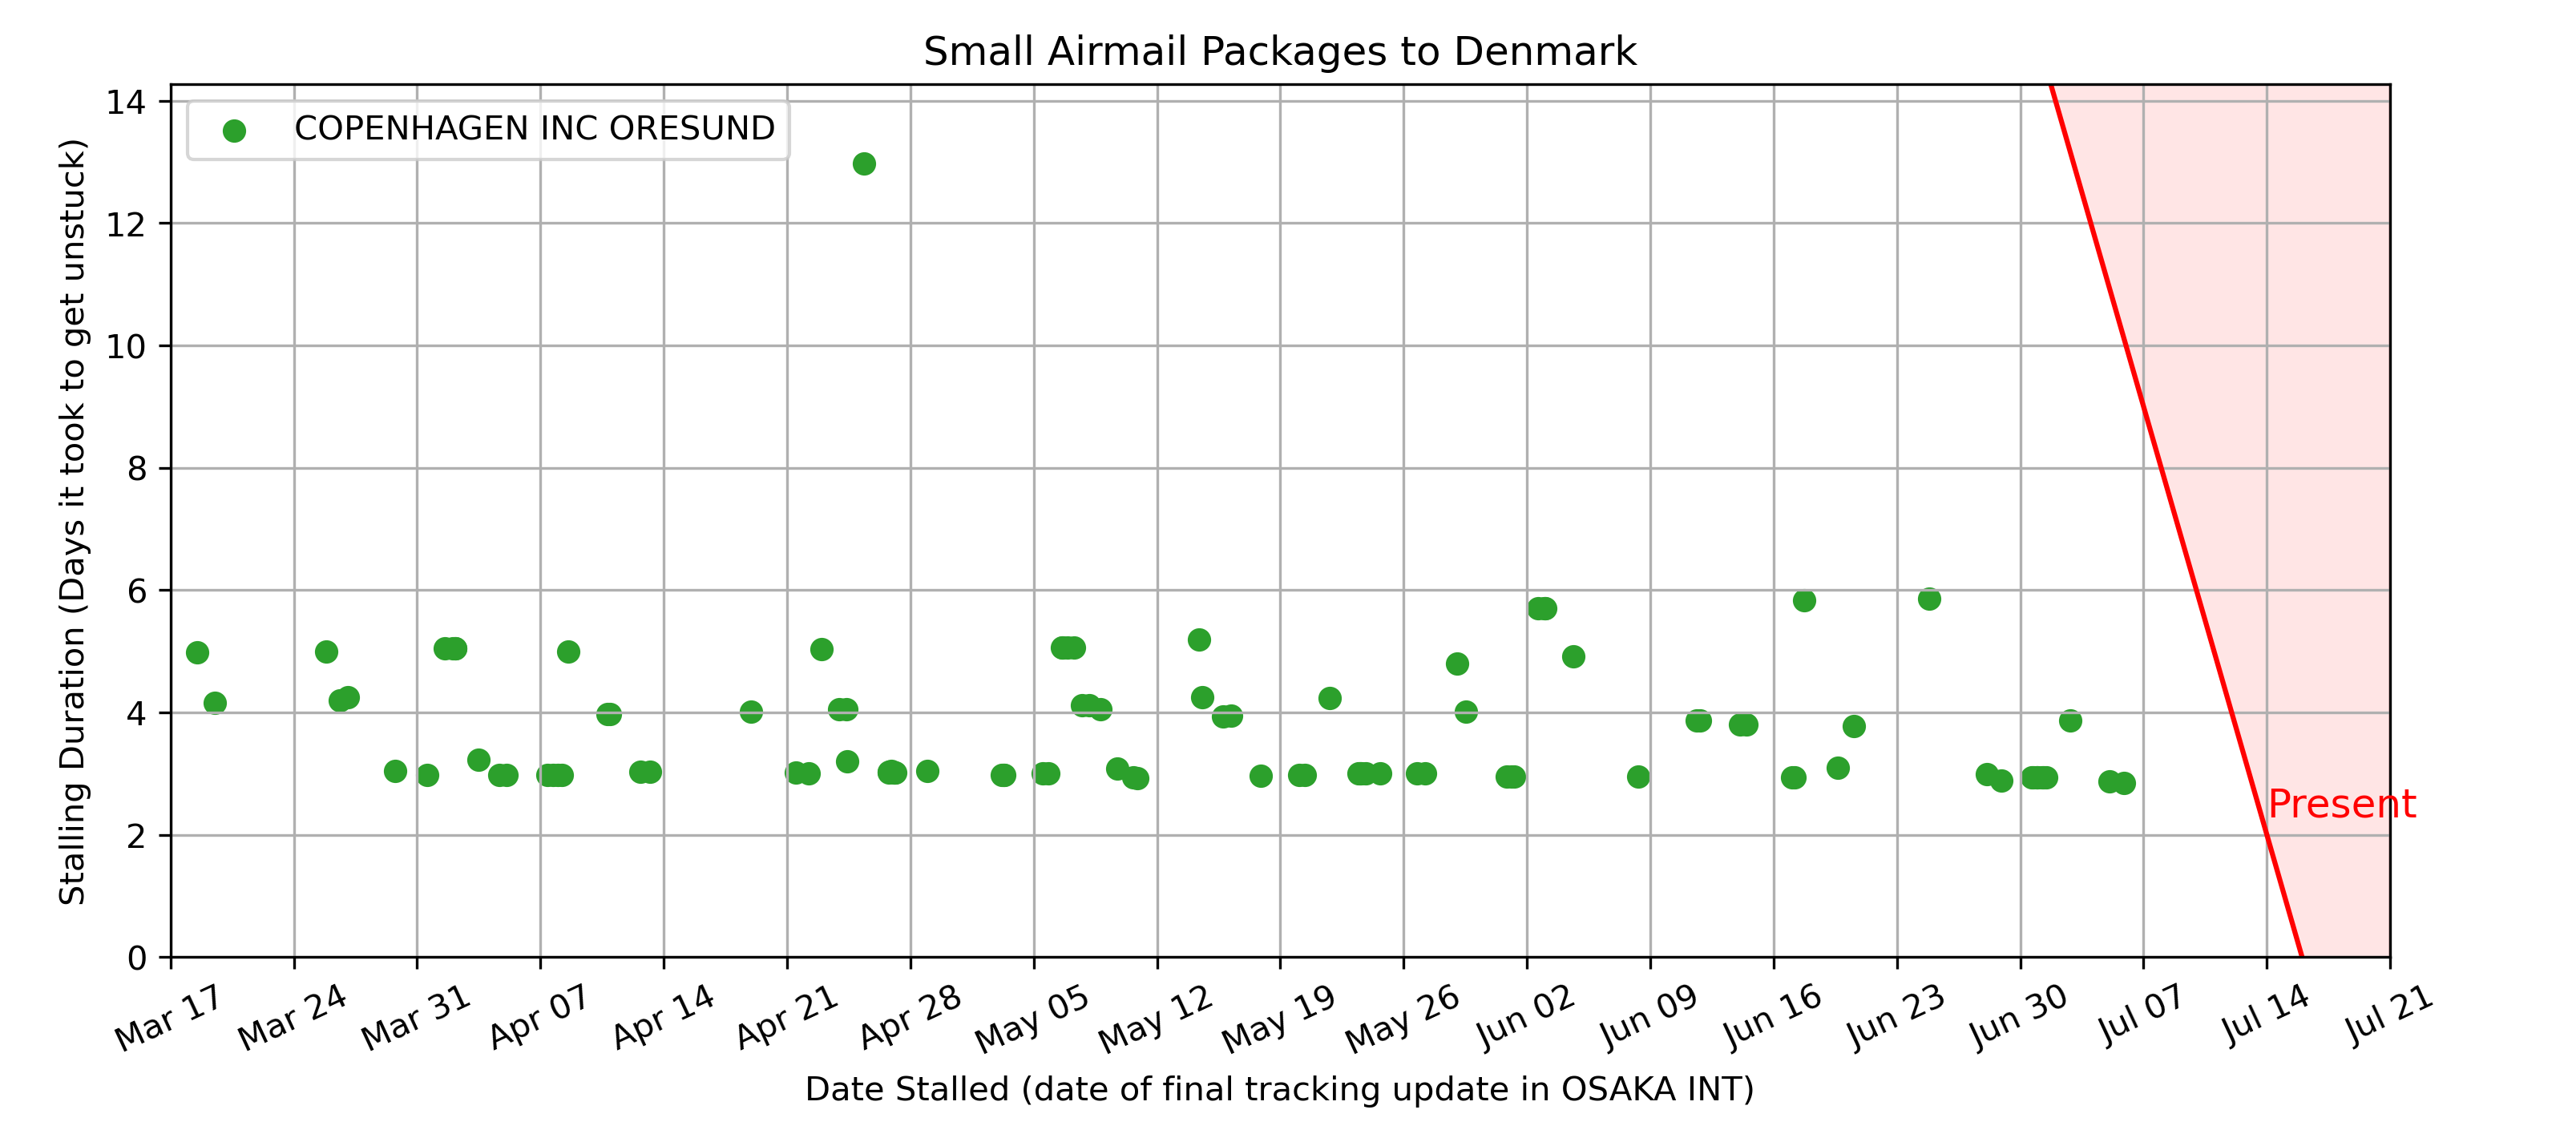 Small Airmail Packages to Denmark
COPENHAGEN INC ORESUND
Stalling Duration (Days it took to get unstuck)
14
12
10
8
6
4
2
0
Present
Mar 17
Mar 24
Mar 31
Apr 07
Apr 14
Apr 21
Apr 28
May 05
May 12
May 19
May 26
Jun 02
Jun 09
Jun 16
Jun 23
Jun 30
Jul 07
Jul 14
Jul 21
Date Stalled (date of final tracking update in OSAKA INT)